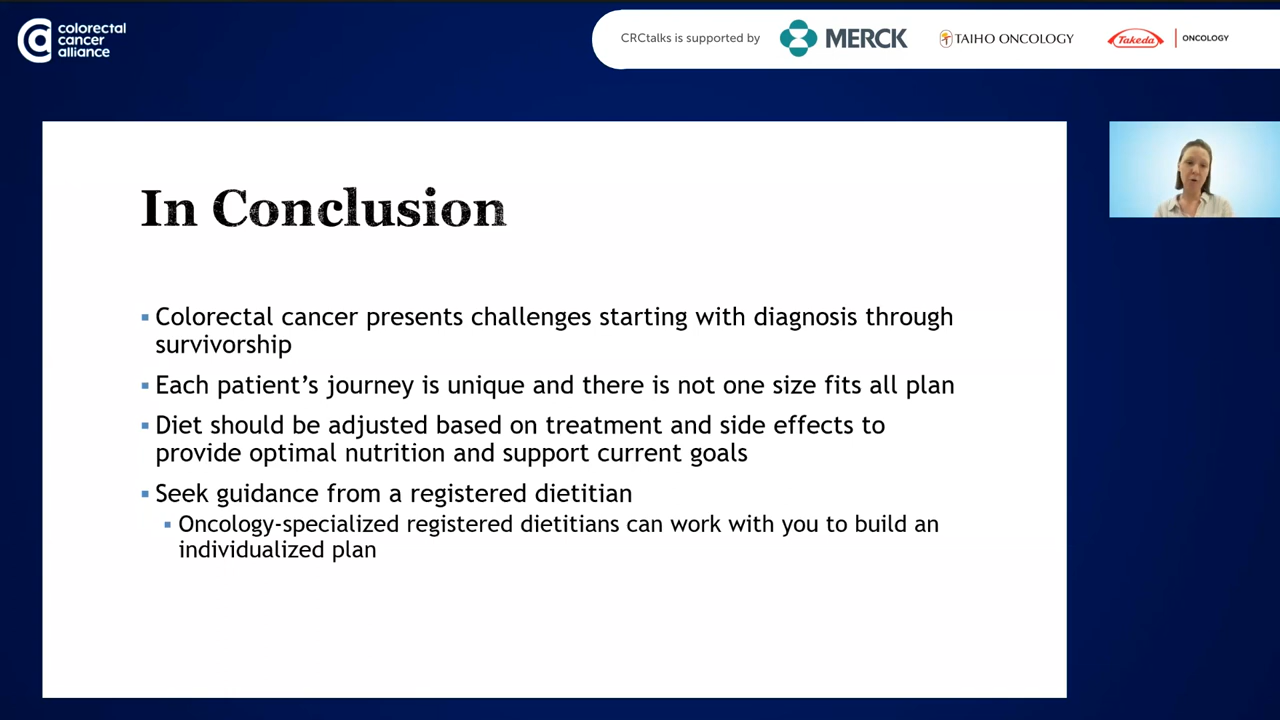 colorectal
cancer
alliance
CRCtalks is supported by
MERCK
TAIHO ONCOLOGY
Takeda
ONCOLOGY
In Conclusion
▪ Colorectal cancer presents challenges starting with diagnosis through
survivorship
▪ Each patient’s journey is unique and there is not one size fits all plan
▪ Diet should be adjusted based on treatment and side effects to
provide optimal nutrition and support current goals
▪ Seek guidance from a registered dietitian
▪ Oncology-specialized registered dietitians can work with you to build an
individualized plan